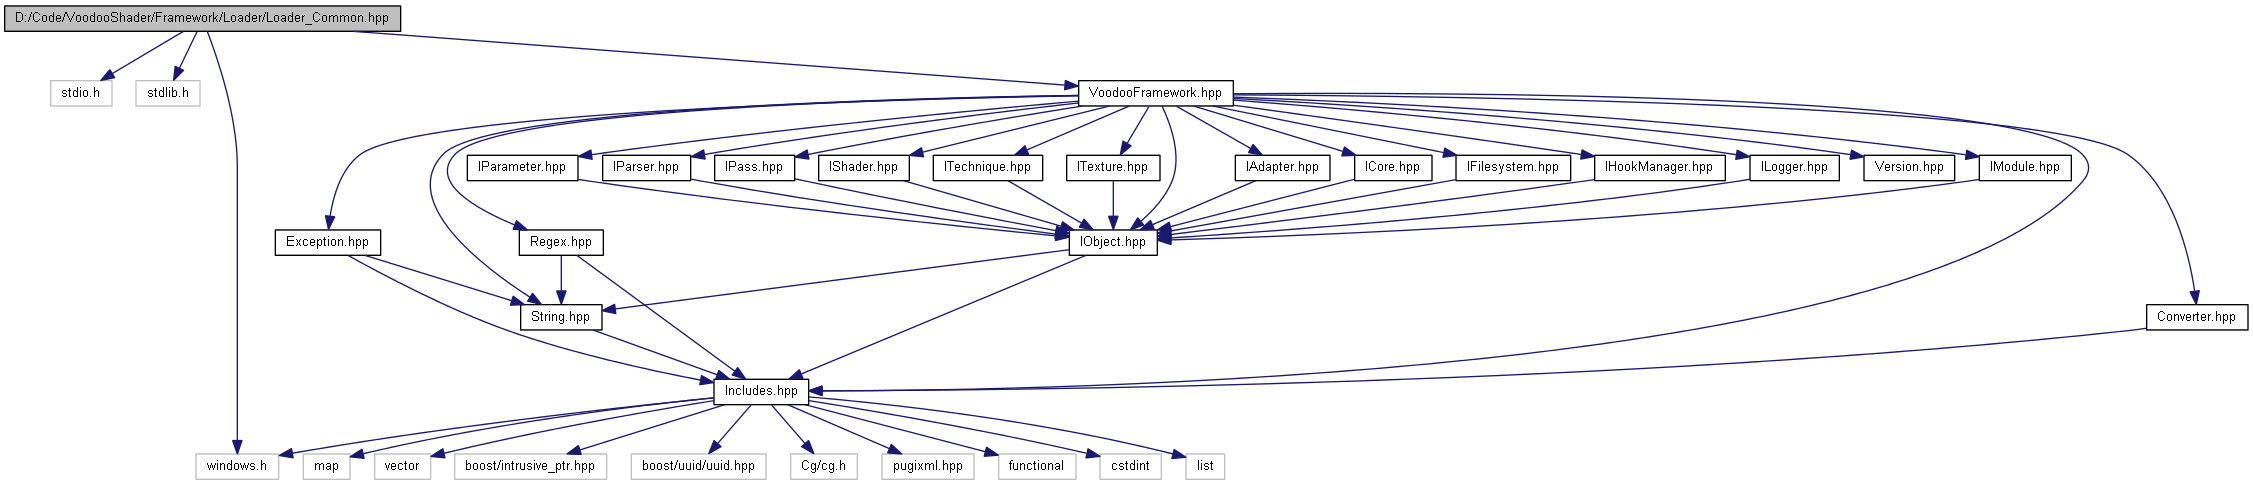 D:/Code/VoodooShader/Framework/Loader/Loader_Common.hpp
stdio.h
stdlib.h
VoodooFramework.hpp
IParameter.hpp
IParser.hpp
IPass.hpp
IShader.hpp
ITechnique.hpp
ITexture.hpp
IAdapter.hpp
ICore.hpp
IFilesystem.hpp
IHookManager.hpp
ILogger.hpp
Version.hpp
IModule.hpp
Exception.hpp
Regex.hpp
IObject.hpp
String.hpp
Converter.hpp
Includes.hpp
windows.h
map
vector
boost/intrusive_ptr.hpp
boost/uuid/uuid.hpp
Cg/cg.h
pugixml.hpp
functional
cstdint
list